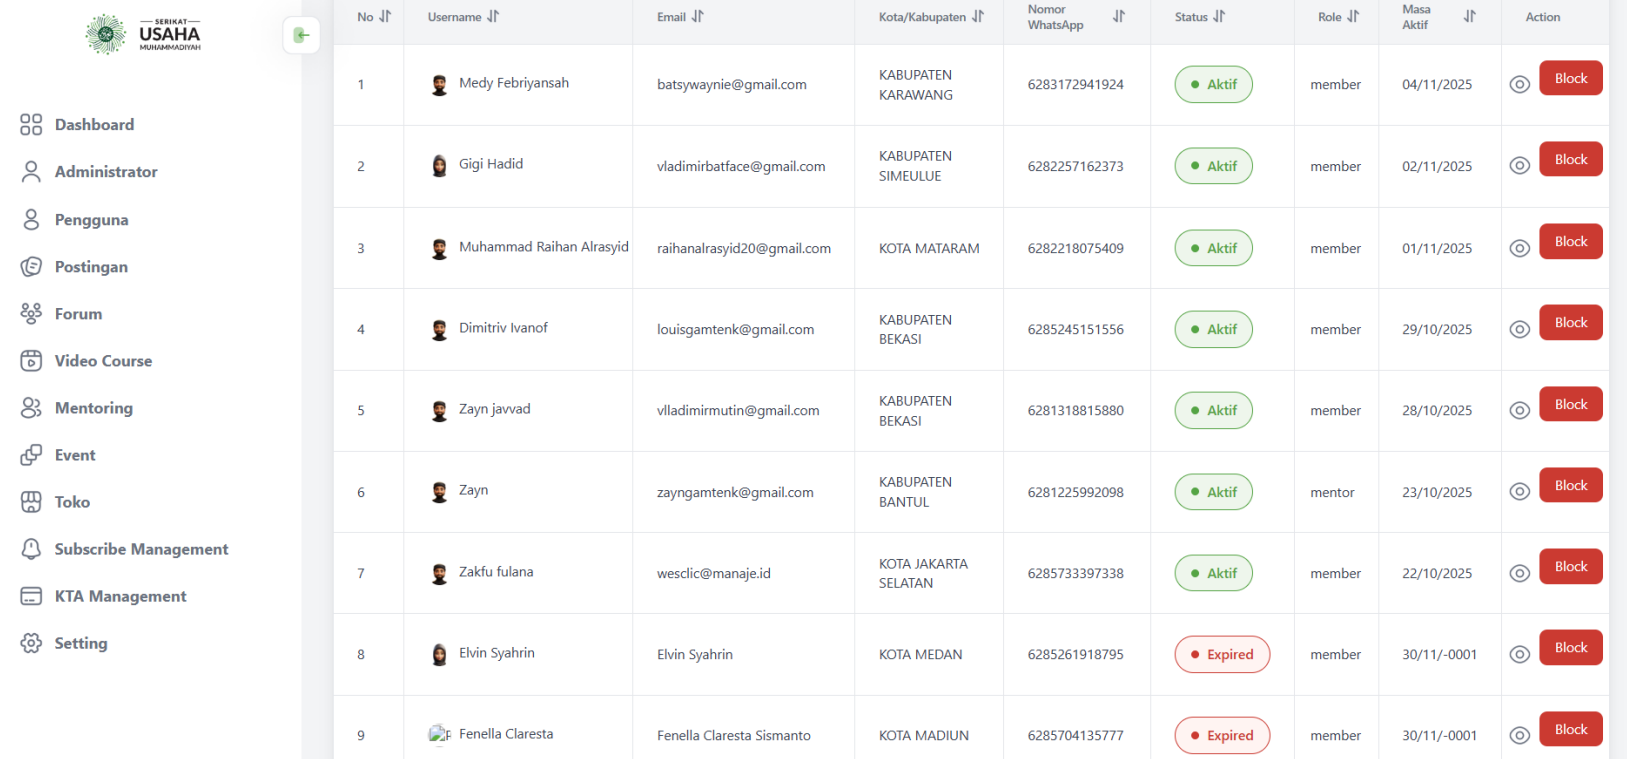 SERIKAT
USAHA
MUHAMMADIYAH
Dashboard
Administrator
Pengguna
Postingan
Forum
Video Course
Mentoring
Event
Toko
Subscribe Management
KTA Management
Setting
No Username Email Kota/Kabupaten Nomor WhatsApp Status Role Masa Aktif Action
1 Medy Febriyansah batsywaynie@gmail.com KABUPATEN KARAWANG 6283172941924 Aktif member 04/11/2025 Block
2 Gigi Hadid vladimirbatface@gmail.com KABUPATEN SIMEULUE 6282257162373 Aktif member 02/11/2025 Block
3 Muhammad Raihan Alrasyid raihanalrasyid20@gmail.com KOTA MATARAM 6282218075409 Aktif member 01/11/2025 Block
4 Dimitriv Ivanof louisgamtenk@gmail.com KABUPATEN BEKASI 6285245151556 Aktif member 29/10/2025 Block
5 Zayn javvad vlladimirmutin@gmail.com KABUPATEN BEKASI 6281318815880 Aktif member 28/10/2025 Block
6 Zayn zayngamtenk@gmail.com KABUPATEN BANTUL 6281225992098 Aktif mentor 23/10/2025 Block
7 Zakfu fulana wesclic@manaje.id KOTA JAKARTA SELATAN 6285733397338 Aktif member 22/10/2025 Block
8 Elvin Syahrin Elvin Syahrin KOTA MEDAN 6285261918795 Expired member 30/11/-0001 Block
9 Fenella Claresta Fenella Claresta Sismanto KOTA MADIUN 6285704135777 Expired member 30/11/-0001 Block